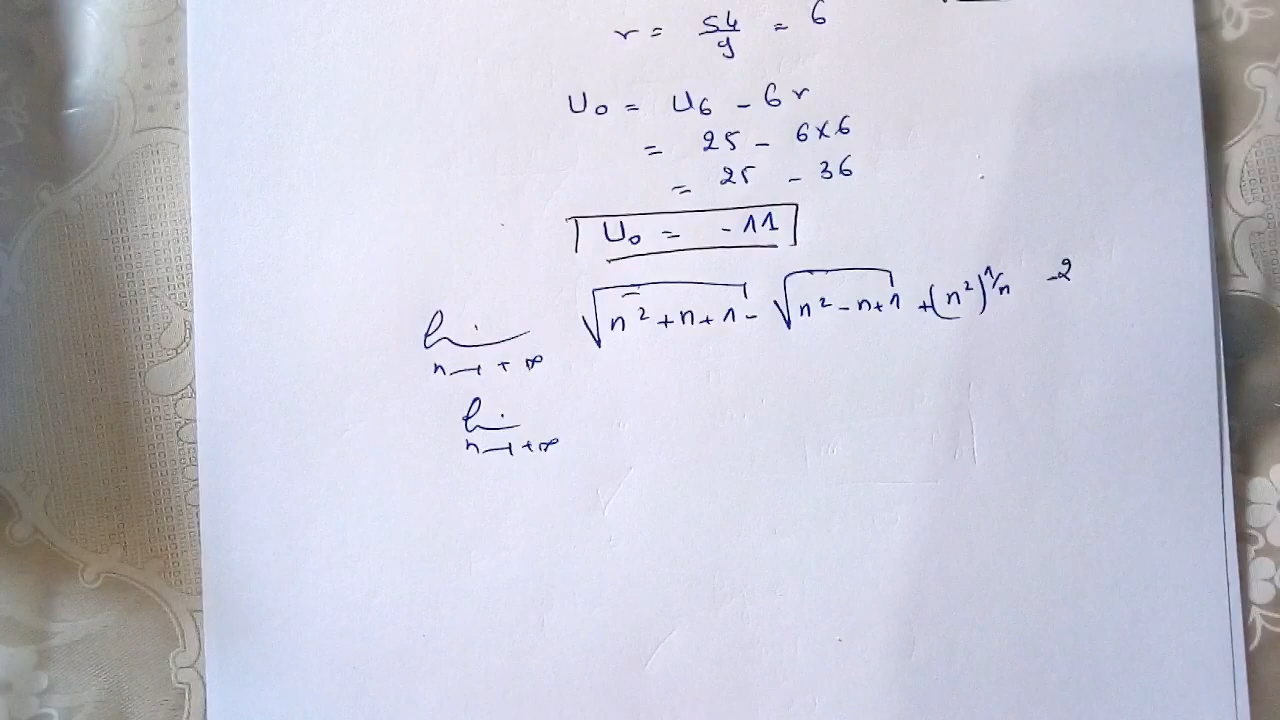 r = 54/9 = 6
U₀ = U₆ - 6r
= 25 - 6×6
= 25 - 36
U₀ = -11
lim n→+∞ √(n²+n+1) - √(n²-n+1) + (n²)^(1/n) - 2
lim n→+∞